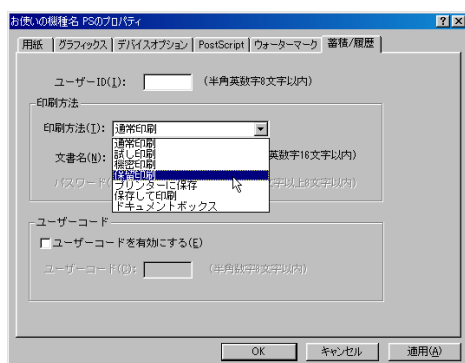 お使いの機種名 PSのプロパティ
用紙 グラフィックス デバイスオプション PostScript ウォーターマーク 蓄積/履歴
ユーザーID(I): (半角英数字8文字以内)
印刷方法
印刷方法(T): 通常印刷
通常印刷
試し印刷
文書名(N): 機密印刷 英数字16文字以内)
保留印刷
パスワード( プリンターに保存 字以上8文字以内)
保存して印刷
ドキュメントボックス
ユーザーコード
ユーザーコードを有効にする(E)
ユーザーコード(C): (半角数字8文字以内)
OK キャンセル 適用(A)